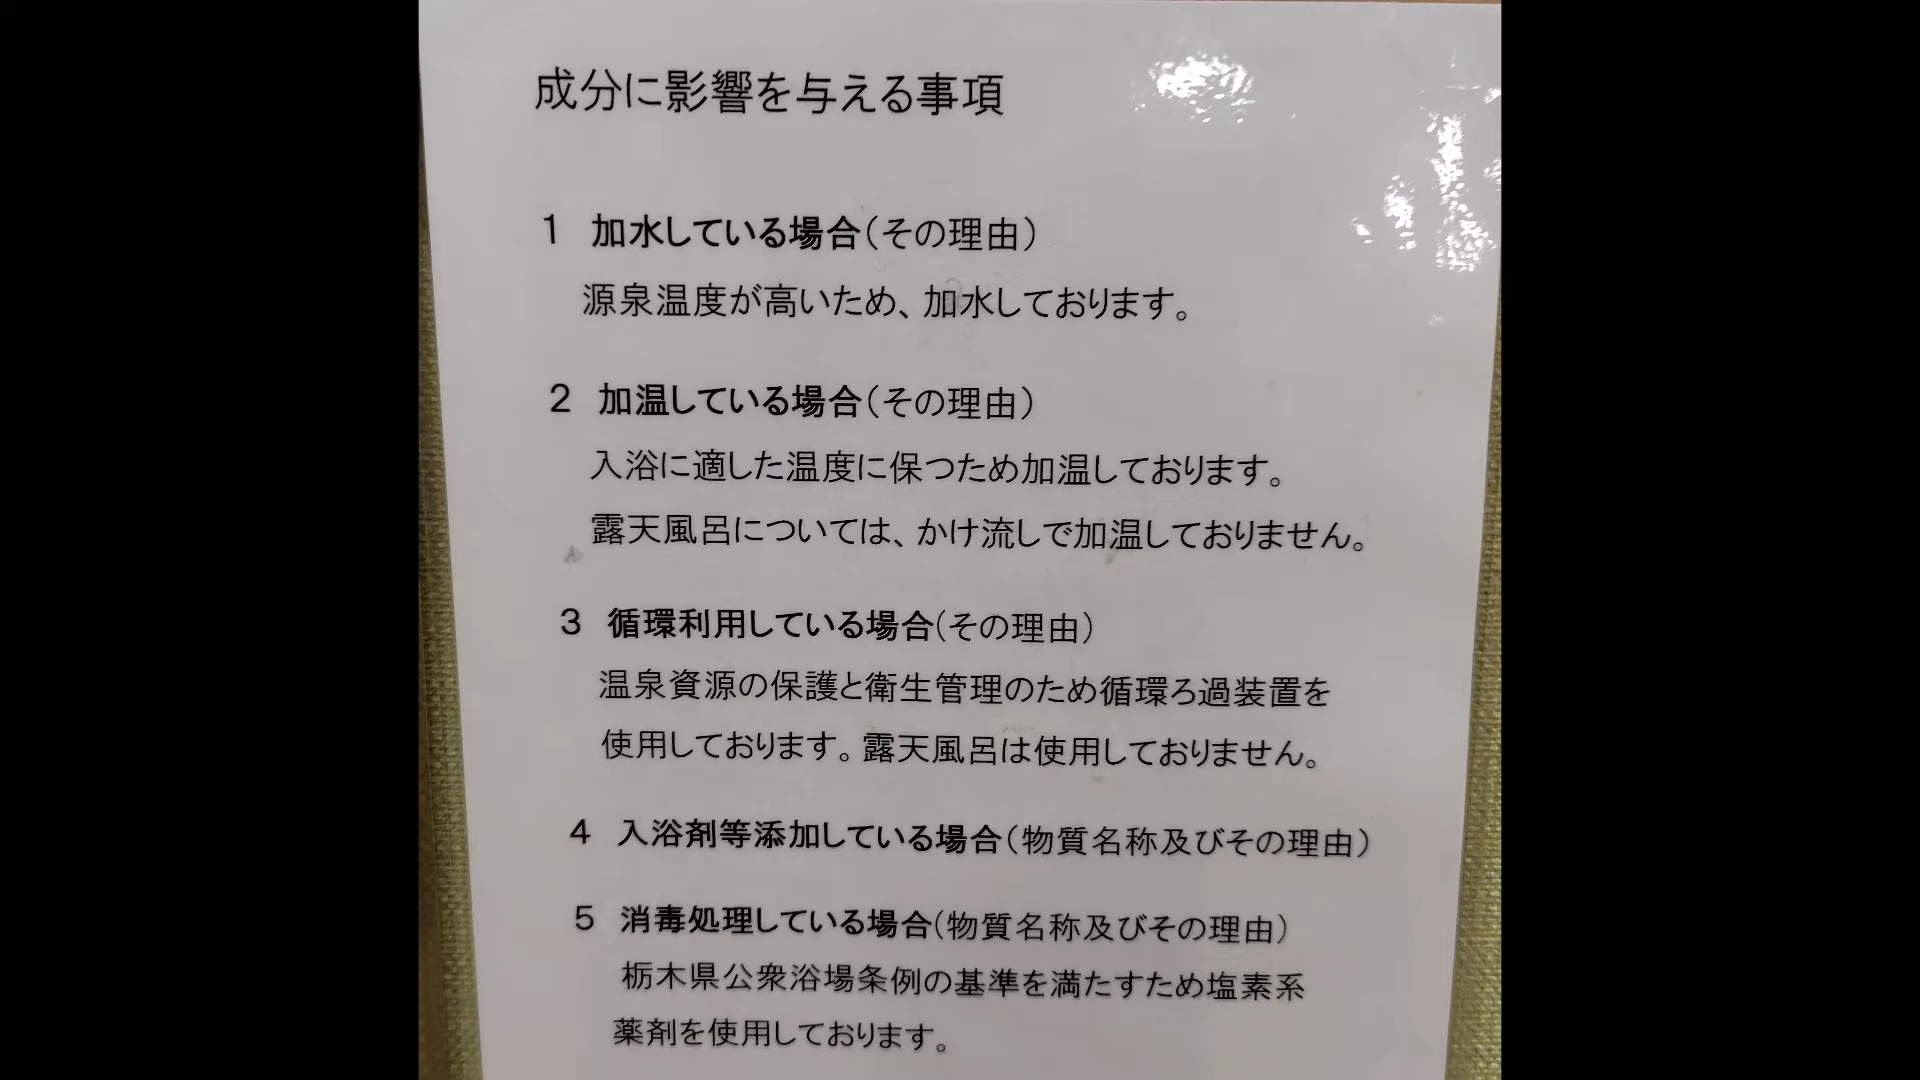 成分に影響を与える事項
1 加水している場合(その理由)
源泉温度が高いため、加水しております。
2 加温している場合(その理由)
入浴に適した温度に保つため加温しております。
露天風呂については、かけ流しで加温しておりません。
3 循環利用している場合(その理由)
温泉資源の保護と衛生管理のため循環ろ過装置を
使用しております。露天風呂は使用しておりません。
4 入浴剤等添加している場合(物質名称及びその理由)
5 消毒処理している場合(物質名称及びその理由)
栃木県公衆浴場条例の基準を満たすため塩素系
薬剤を使用しております。